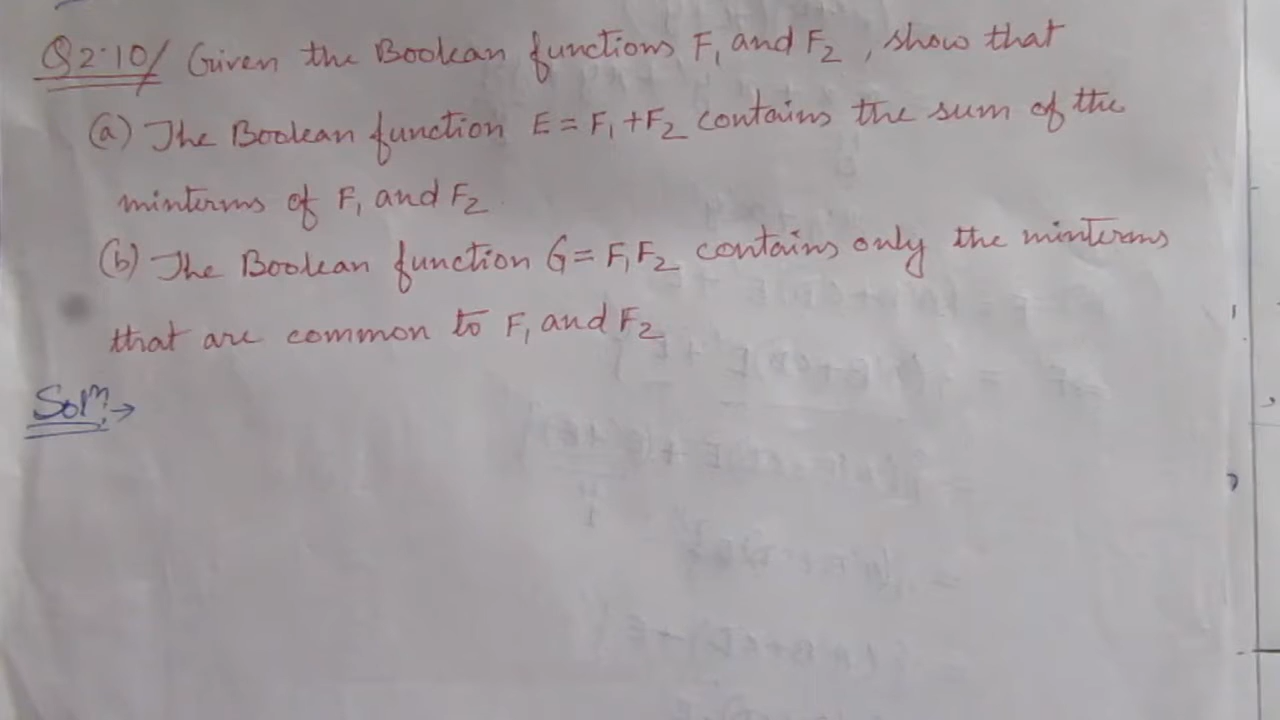 Q2.10/ Given the Boolean functions F₁ and F₂, show that
(a) The Boolean function E = F₁ + F₂ contains the sum of the
minterms of F₁ and F₂
(b) The Boolean function G = F₁F₂ contains only the minterms
that are common to F₁ and F₂
Solⁿ. →